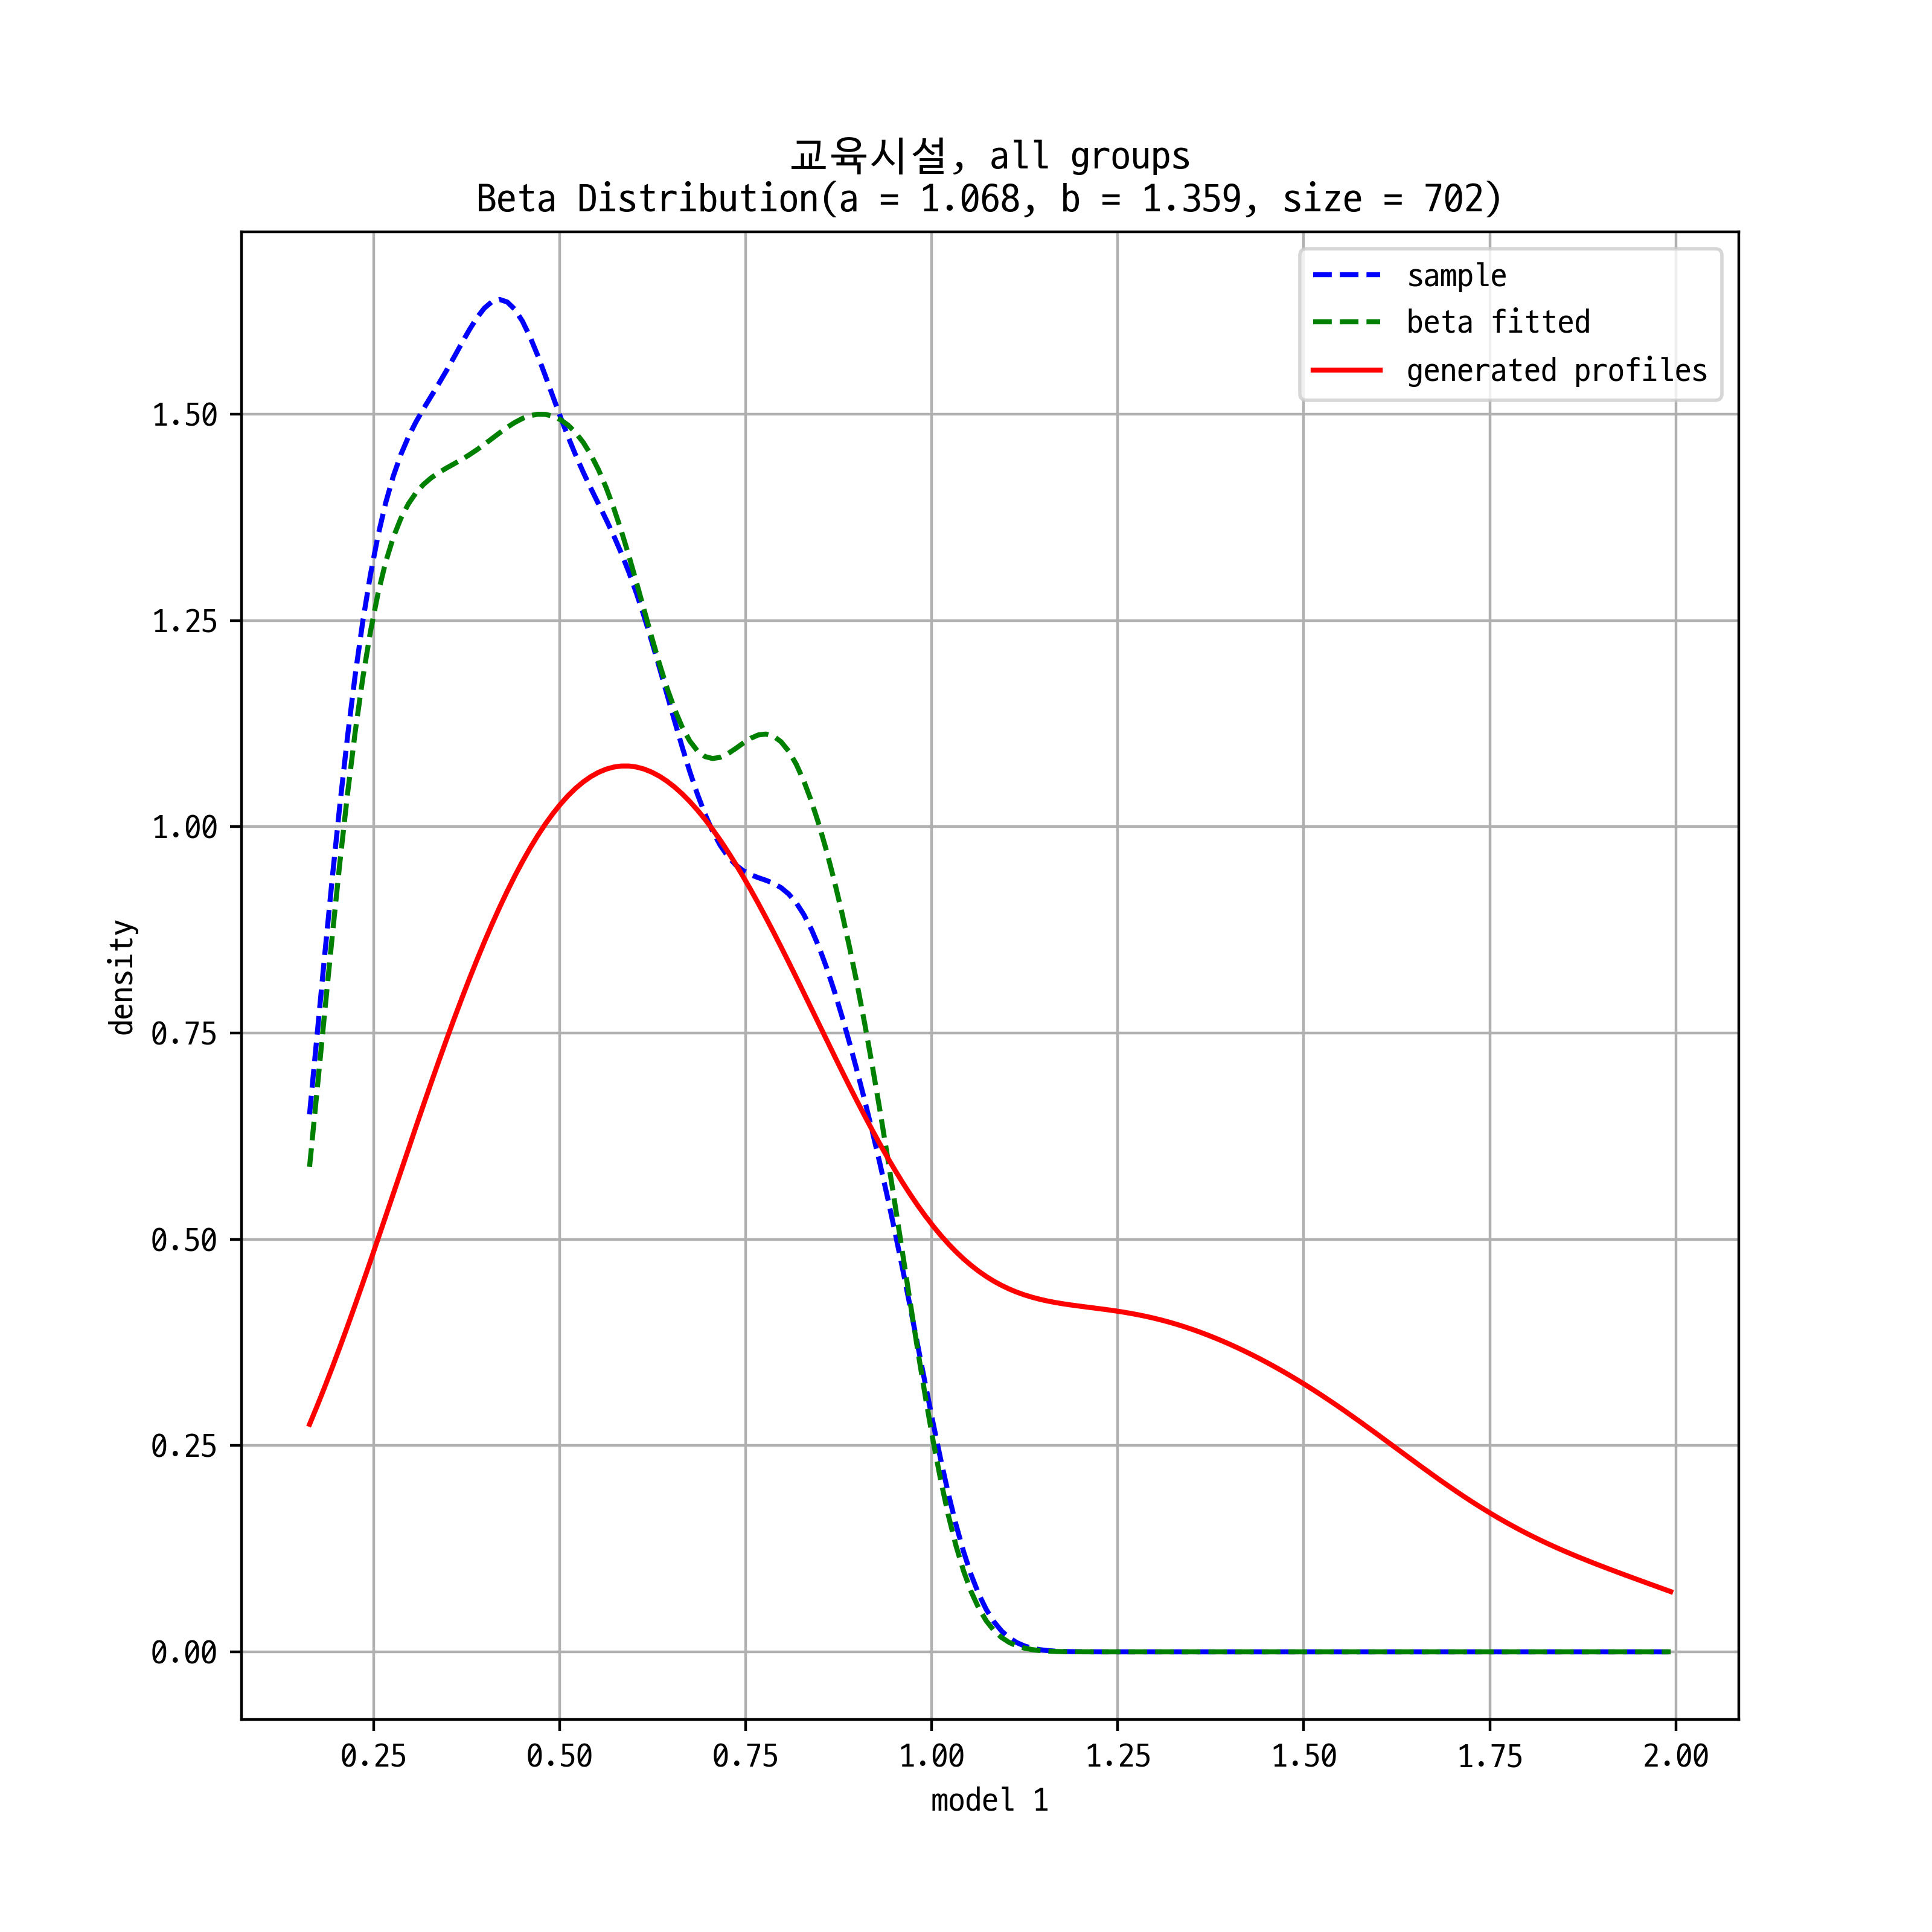 교육시설, all groups
Beta Distribution(a = 1.068, b = 1.359, size = 702)
sample
beta fitted
generated profiles
density
1.50
1.25
1.00
0.75
0.50
0.25
0.00
0.25 0.50 0.75 1.00 1.25 1.50 1.75 2.00
model 1